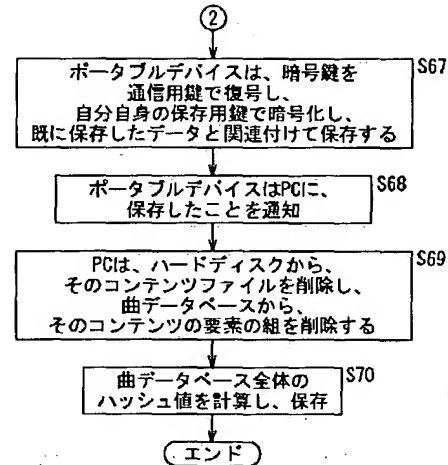 2
ポータブルデバイスは、暗号鍵を
通信用鍵で復号し、
自分自身の保存用鍵で暗号化し、
既に保存したデータと関連付けて保存する
S67
ポータブルデバイスはPCに、
保存したことを通知
S68
PCは、ハードディスクから、
そのコンテンツファイルを削除し、
曲データベースから、
そのコンテンツの要素の組を削除する
S69
曲データベース全体の
ハッシュ値を計算し、保存
S70
エンド